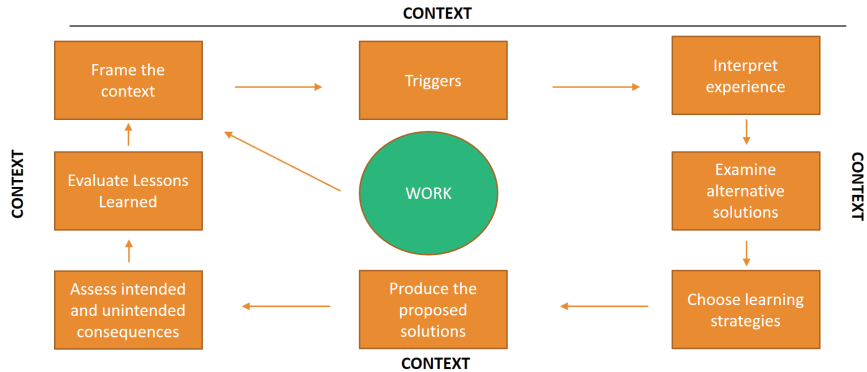 CONTEXT
Frame the
context
Triggers
Interpret
experience
CONTEXT
Evaluate Lessons
Learned
WORK
Examine
alternative
solutions
CONTEXT
Assess intended
and unintended
consequences
Produce the
proposed
solutions
Choose learning
strategies
CONTEXT